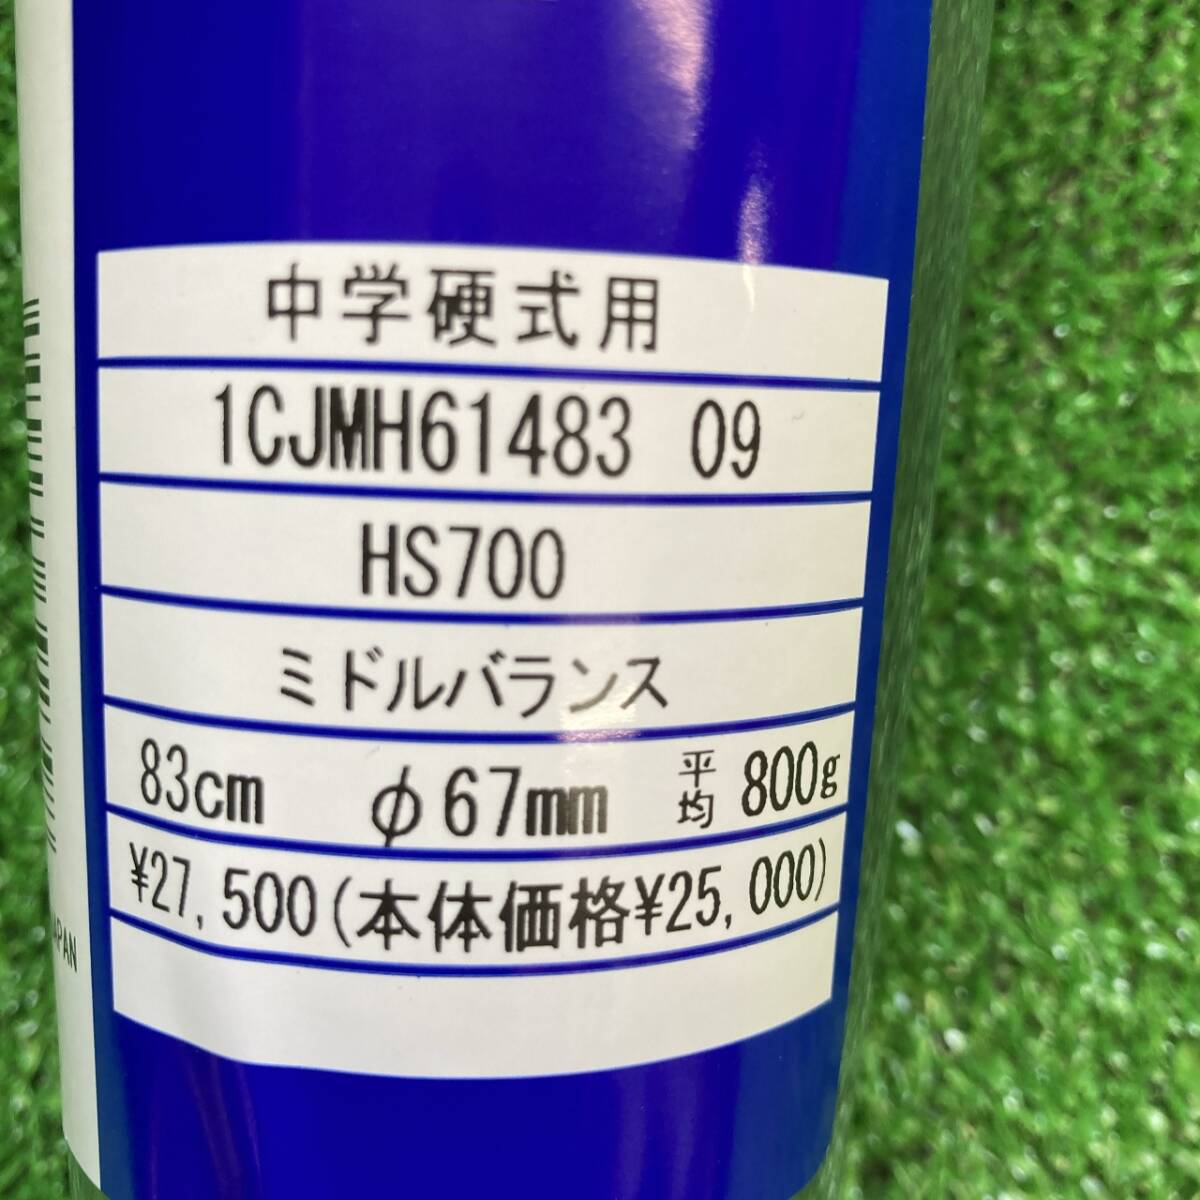 中学硬式用
1CJMH61483 09
HS700
ミドルバランス
83cm φ67mm 平均 800g
¥27,500(本体価格¥25,000)